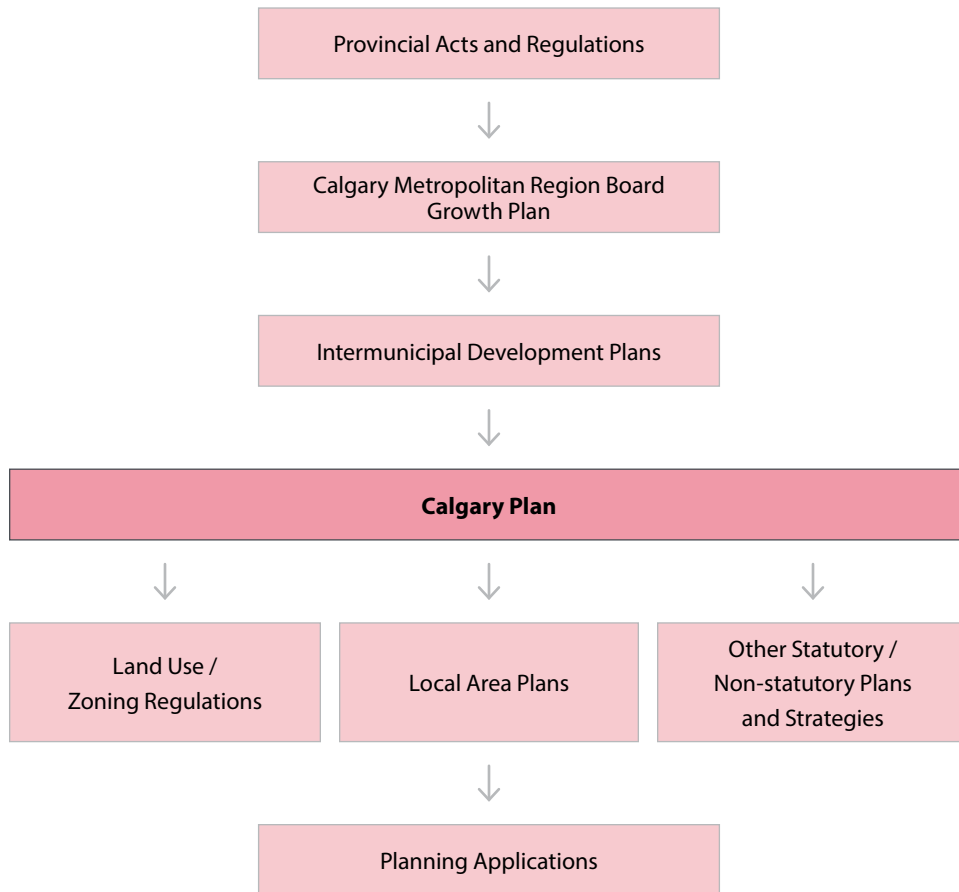 Provincial Acts and Regulations
Calgary Metropolitan Region Board
Growth Plan
Intermunicipal Development Plans
Calgary Plan
Land Use /
Zoning Regulations
Local Area Plans
Other Statutory /
Non-statutory Plans
and Strategies
Planning Applications